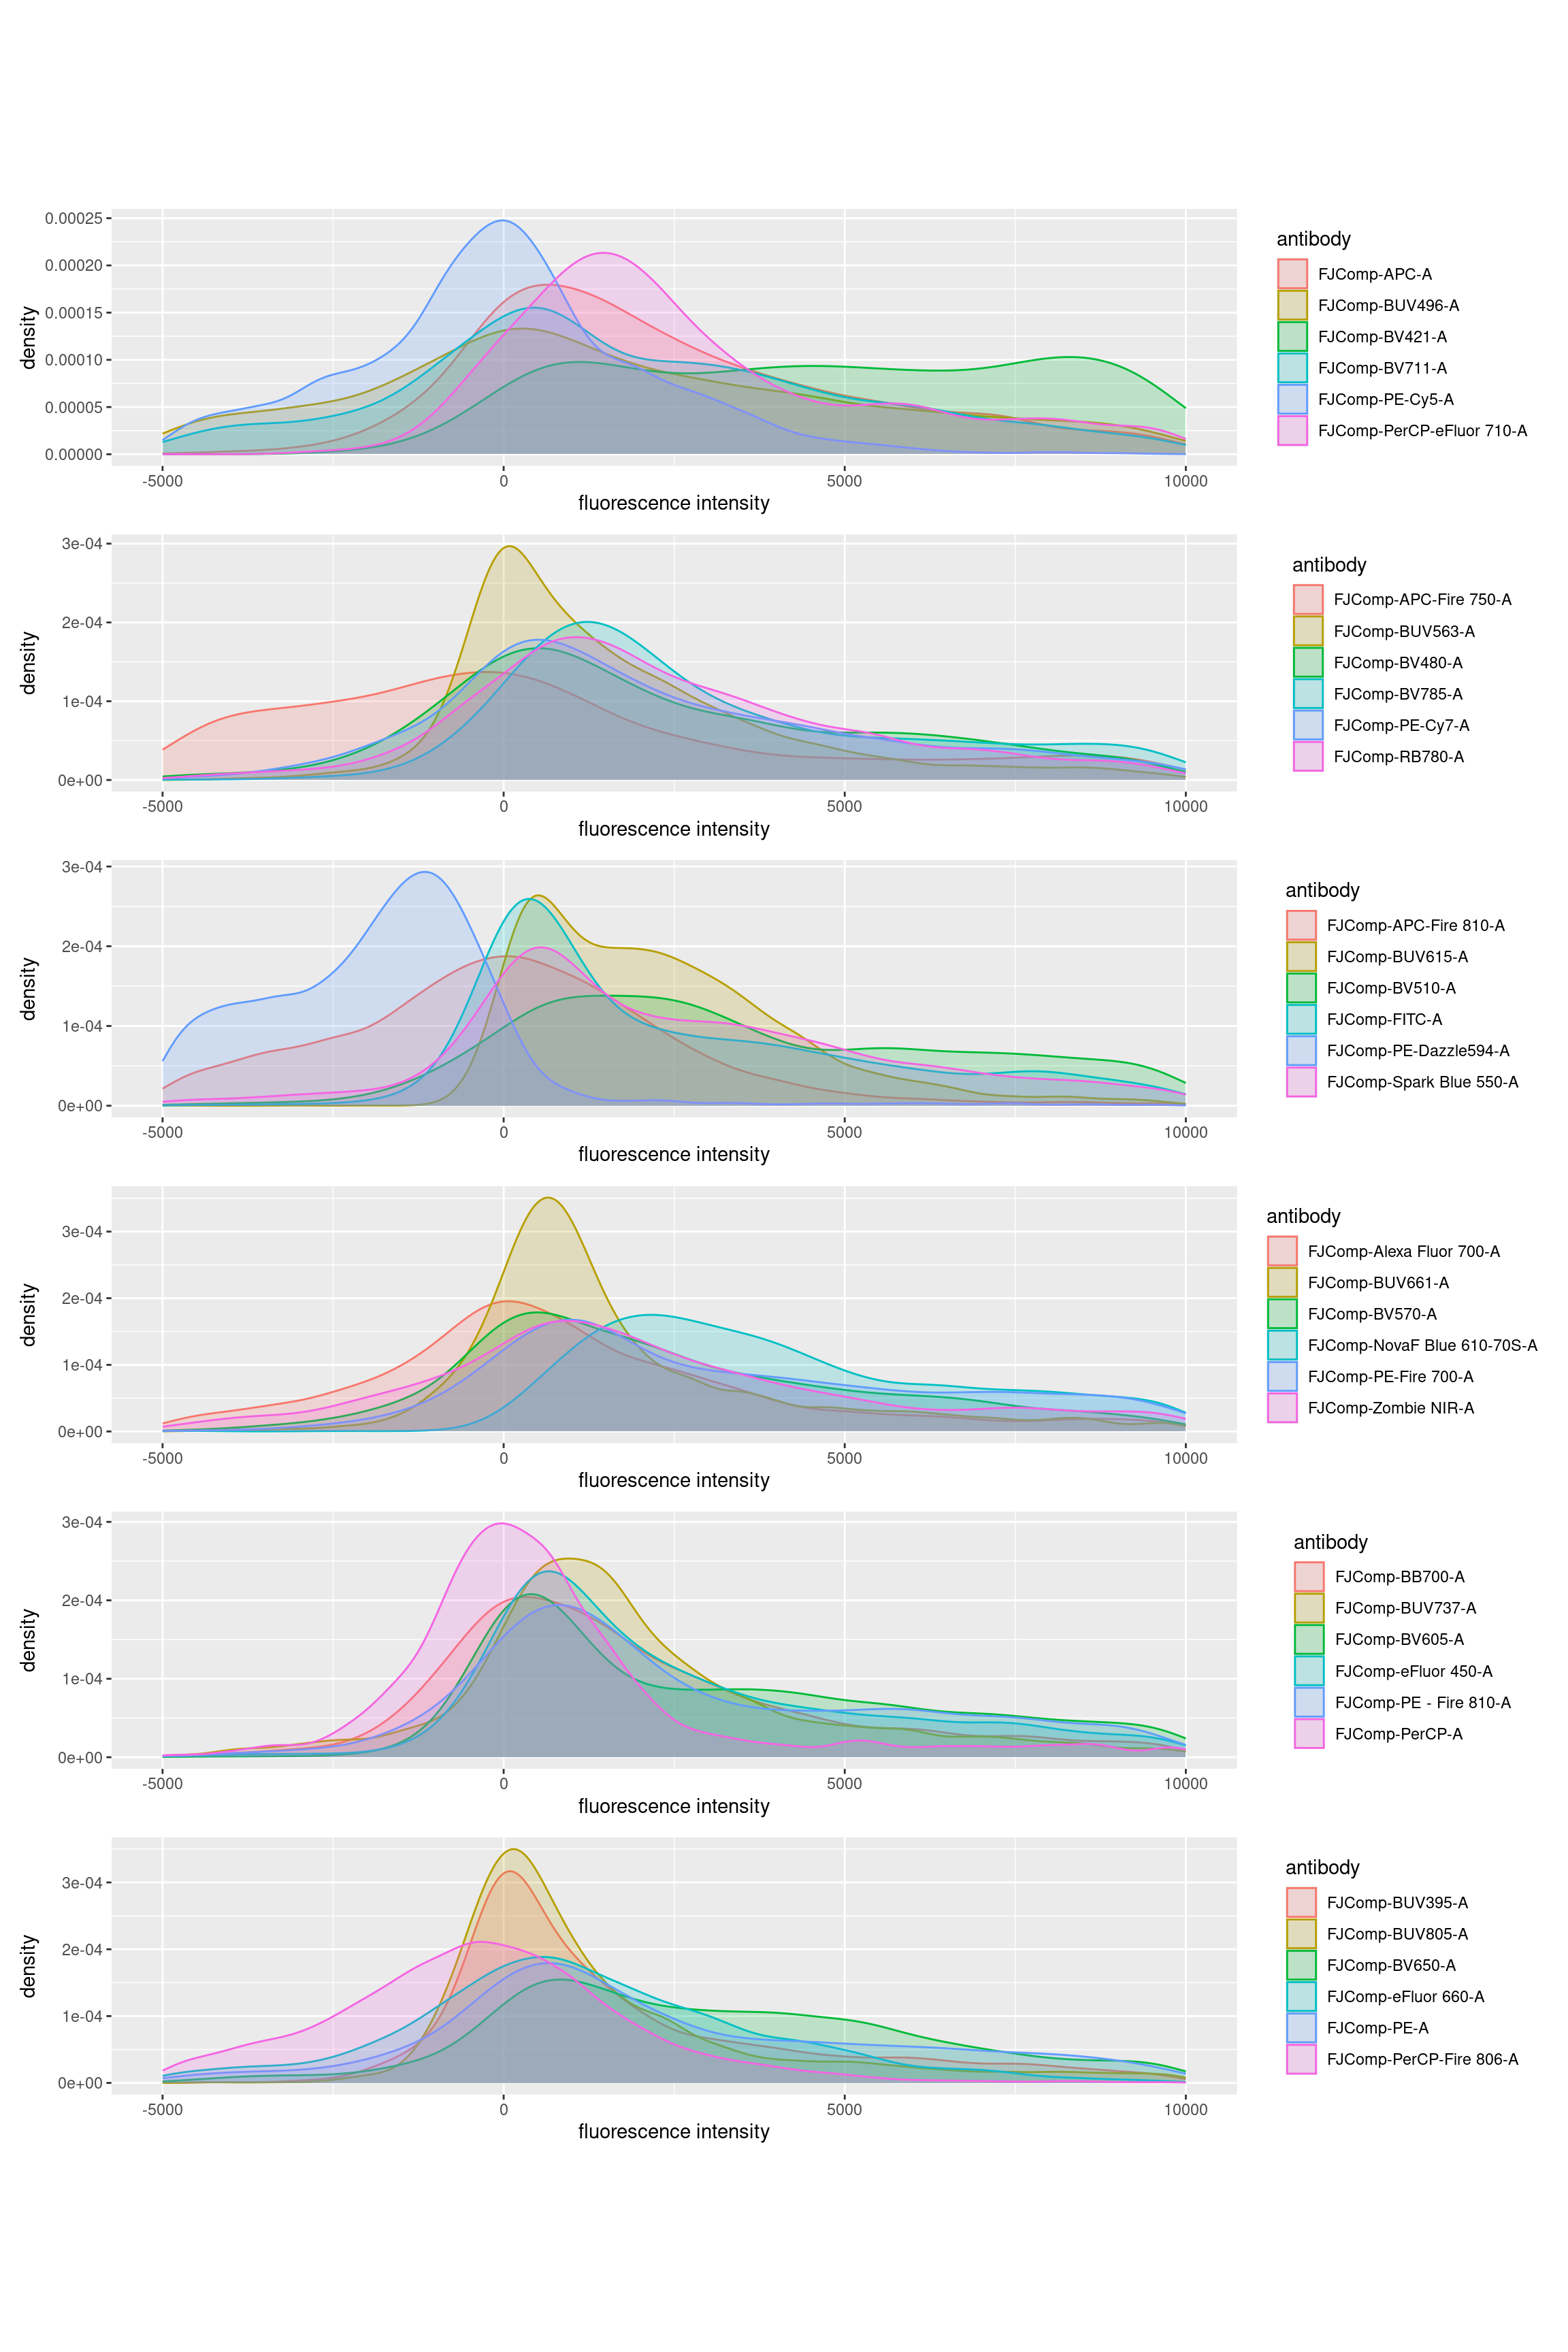 antibody
0.00025
0.00020
0.00015
0.00010
0.00005
0.00000
density
FJComp-APC-A
FJComp-BUV496-A
FJComp-BV421-A
FJComp-BV711-A
FJComp-PE-Cy5-A
FJComp-PerCP-eFluor 710-A
-5000 0 5000 10000
fluorescence intensity
antibody
3e-04
2e-04
1e-04
0e+00
density
FJComp-APC-Fire 750-A
FJComp-BUV563-A
FJComp-BV480-A
FJComp-BV785-A
FJComp-PE-Cy7-A
FJComp-RB780-A
-5000 0 5000 10000
fluorescence intensity
antibody
3e-04
2e-04
1e-04
0e+00
density
FJComp-APC-Fire 810-A
FJComp-BUV615-A
FJComp-BV510-A
FJComp-FITC-A
FJComp-PE-Dazzle594-A
FJComp-Spark Blue 550-A
-5000 0 5000 10000
fluorescence intensity
antibody
3e-04
2e-04
1e-04
0e+00
density
FJComp-Alexa Fluor 700-A
FJComp-BUV661-A
FJComp-BV570-A
FJComp-NovaF Blue 610-70S-A
FJComp-PE-Fire 700-A
FJComp-Zombie NIR-A
-5000 0 5000 10000
fluorescence intensity
antibody
3e-04
2e-04
1e-04
0e+00
density
FJComp-BB700-A
FJComp-BUV737-A
FJComp-BV605-A
FJComp-eFluor 450-A
FJComp-PE - Fire 810-A
FJComp-PerCP-A
-5000 0 5000 10000
fluorescence intensity
antibody
3e-04
2e-04
1e-04
0e+00
density
FJComp-BUV395-A
FJComp-BUV805-A
FJComp-BV650-A
FJComp-eFluor 660-A
FJComp-PE-A
FJComp-PerCP-Fire 806-A
-5000 0 5000 10000
fluorescence intensity